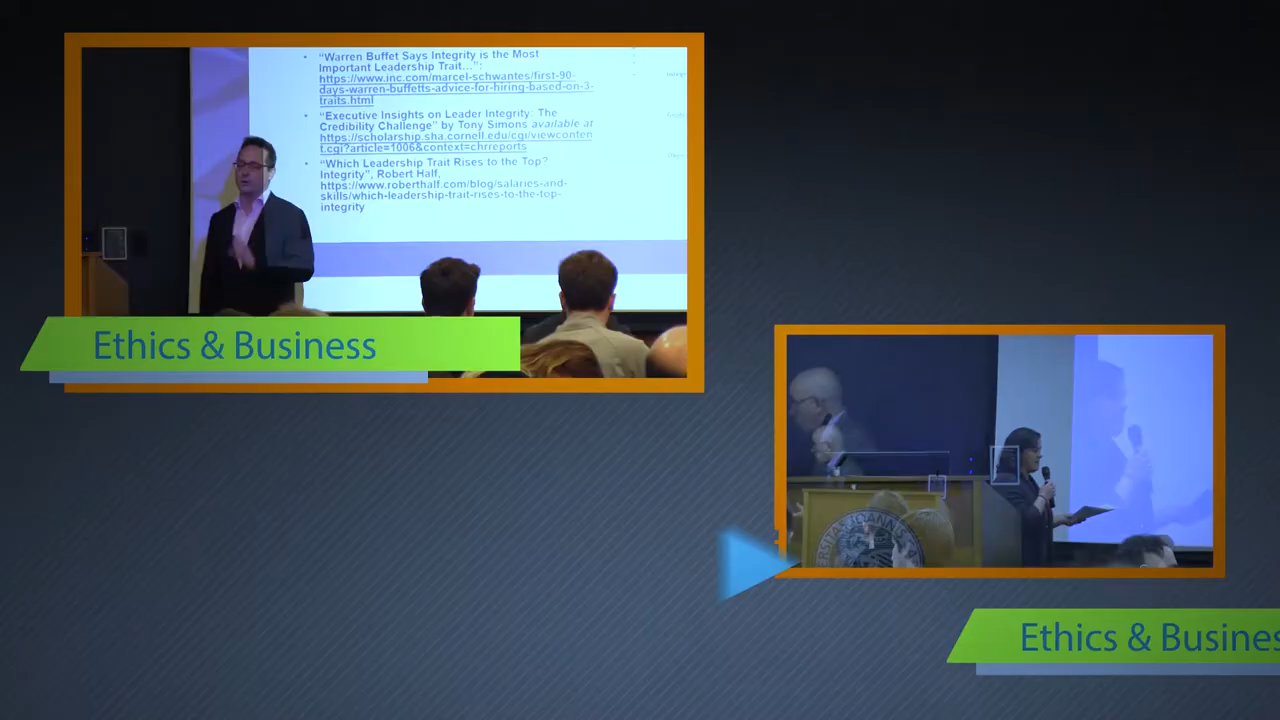 • “Warren Buffet Says Integrity is the Most
Important Leadership Trait…”:
https://www.inc.com/marcel-schwantes/first-90-
days-warren-buffetts-advice-for-hiring-based-on-3-
traits.html
• “Executive Insights on Leader Integrity: The
Credibility Challenge” by Tony Simons available at
https://scholarship.sha.cornell.edu/cgi/viewconten
t.cgi?article=1006&context=chrreports
• “Which Leadership Trait Rises to the Top?
Integrity”, Robert Half,
https://www.roberthalf.com/blog/salaries-and-
skills/which-leadership-trait-rises-to-the-top-
integrity
Ethics & Business
Ethics & Busines